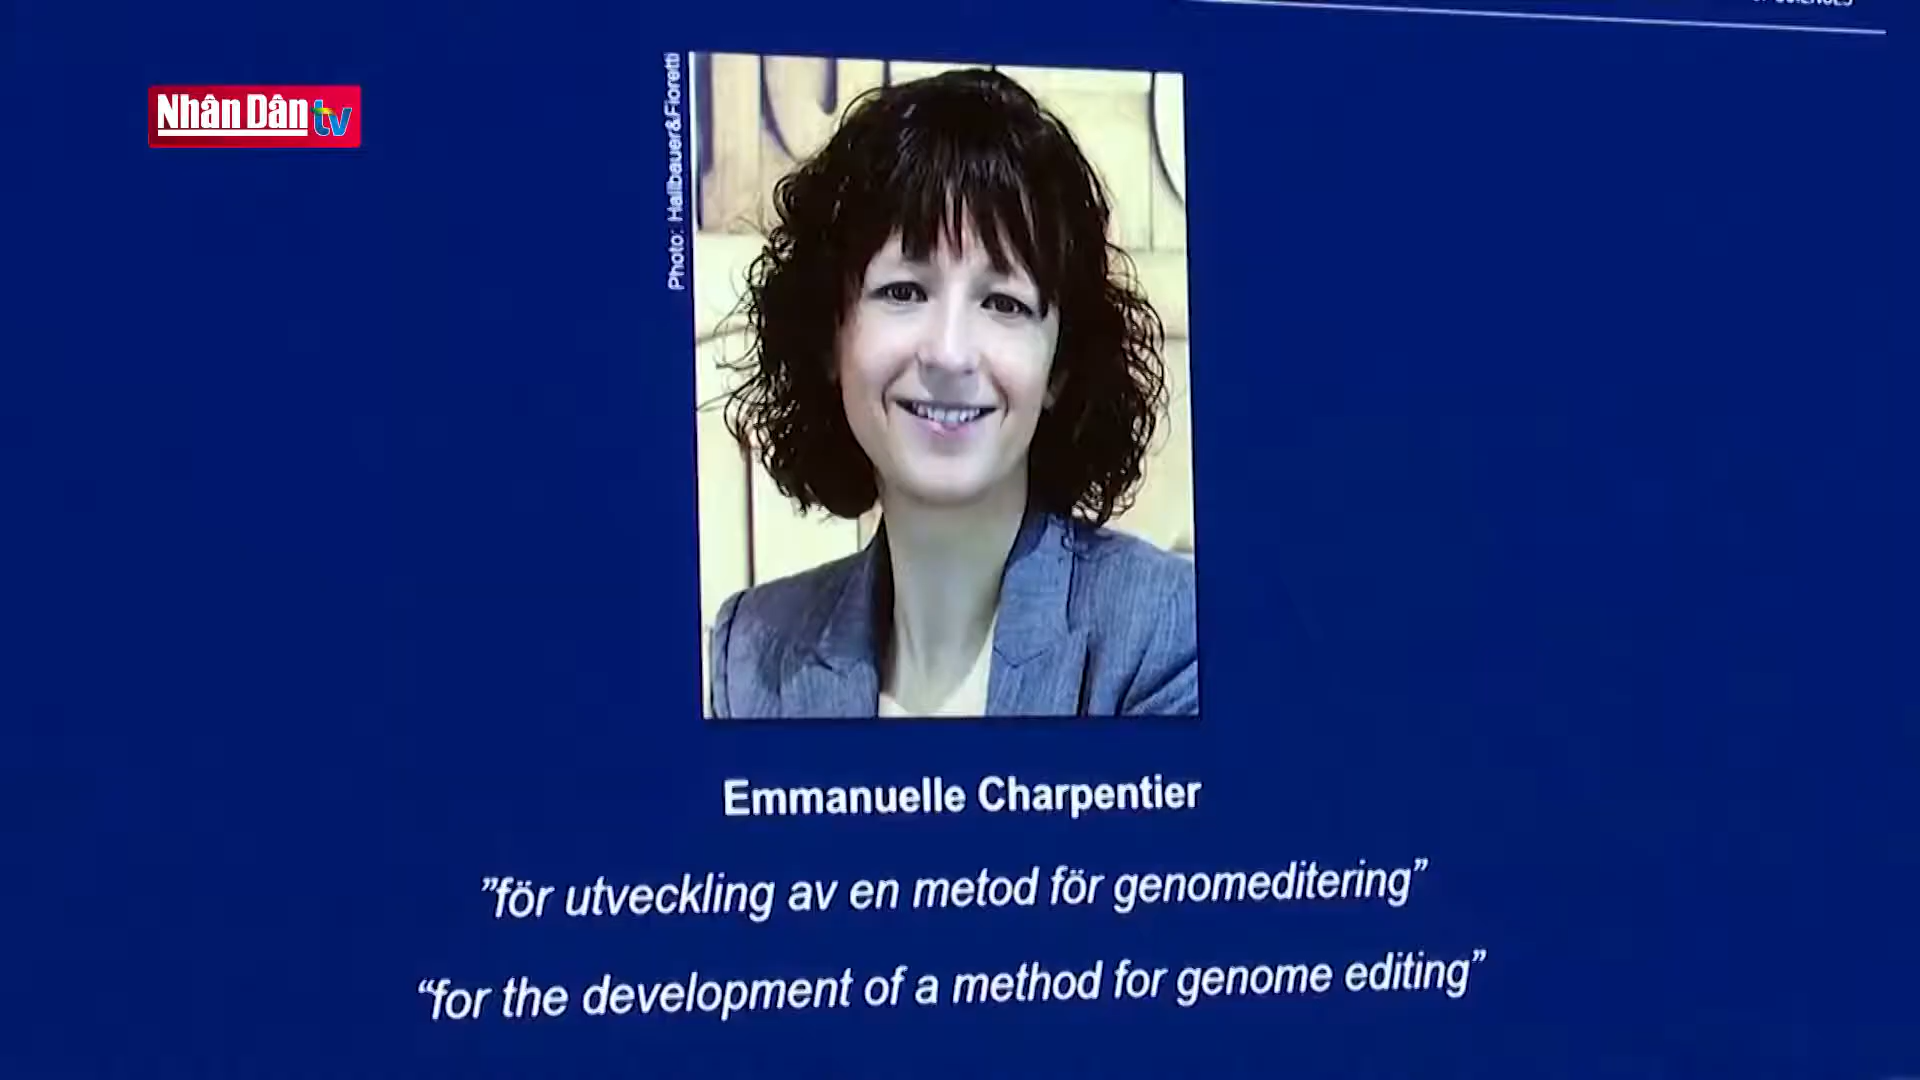 Nhân Dân tv
Photo: Hallbauer&Fioretti
Emmanuelle Charpentier
”för utveckling av en metod för genomeditering”
“for the development of a method for genome editing”